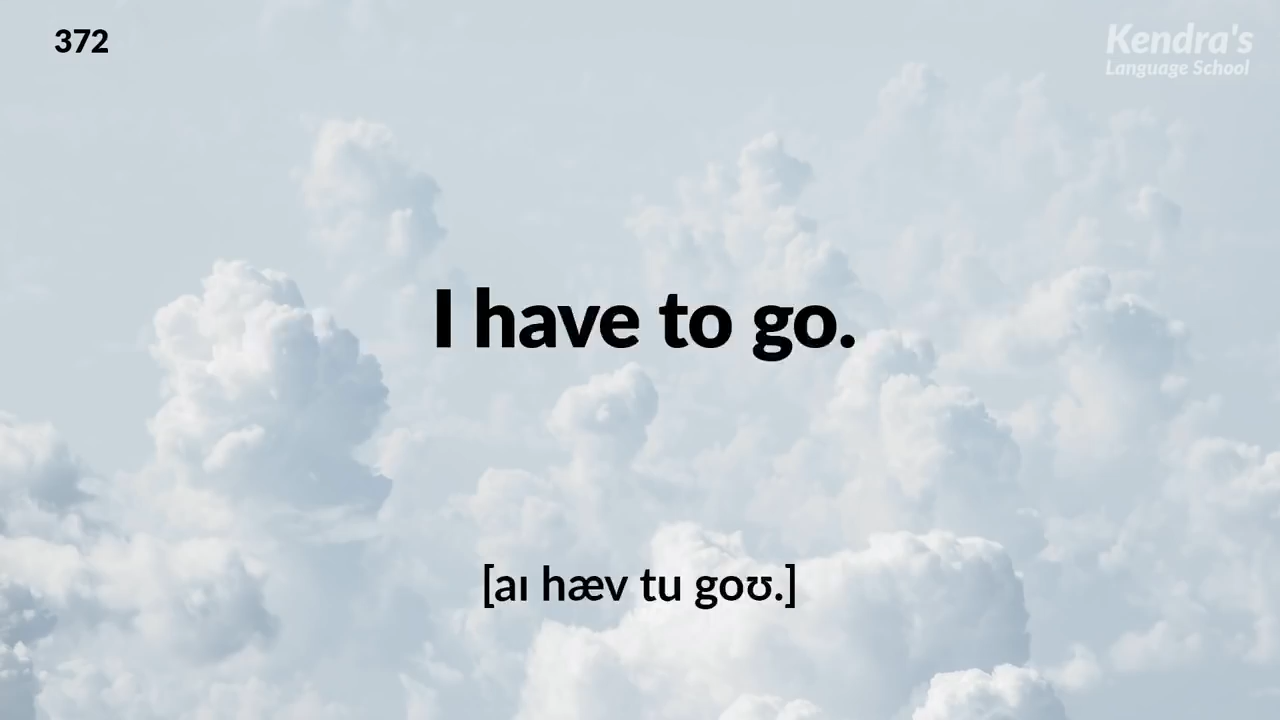 372
Kendra's
Language School
I have to go.
[aɪ hæv tu goʊ.]